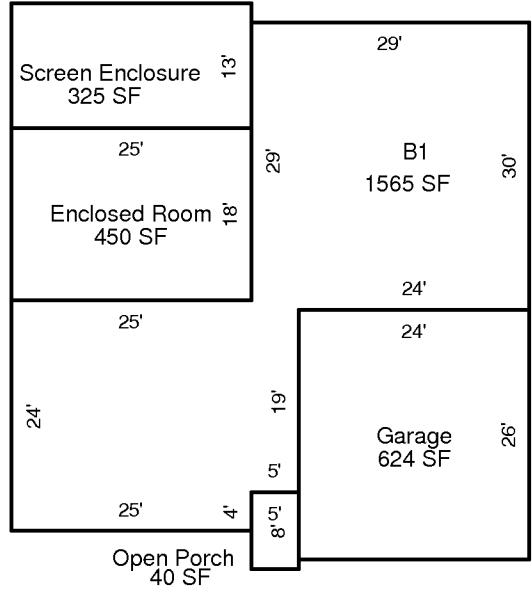 29'
Screen Enclosure
325 SF
13'
25'
29'
B1
1565 SF
30'
Enclosed Room
450 SF
18'
24'
25'
24'
24'
19'
Garage
624 SF
26'
5'
25'
4'
5'
8'
Open Porch
40 SF